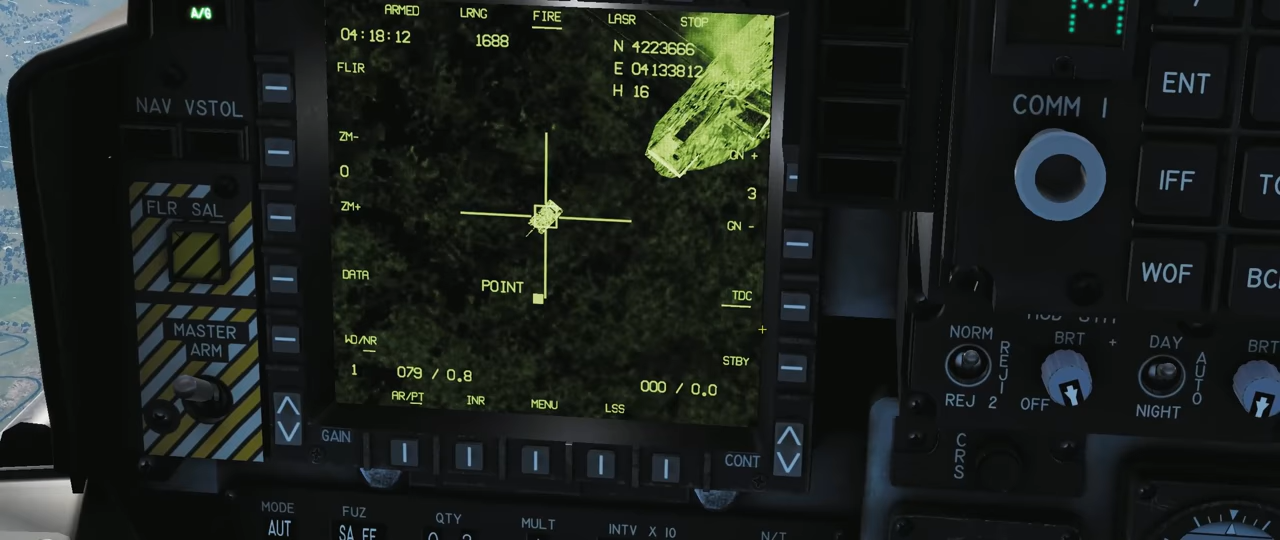 A/G
ARMED LRNG FIRE LASR STOP
04:18:12 1688
N 4223666
E 04133812
H 16
FLIR
ZM-
0
ZM+
DATA
WD/NR
1
GN +
3
GN -
POINT
TDC
STBY
079 / 0.8
000 / 0.0
AR/PT INR MENU LSS
NAV VSTOL
FLR SAL
MASTER
ARM
GAIN
CONT
MODE
AUT
FUZ
QTY
MULT
INTV X 10
N/T
M
COMM 1
ENT
IFF
WOF
NORM
REJ 1
REJ 2
BRT
OFF
DAY
AUTO
NIGHT
BRT
CRS